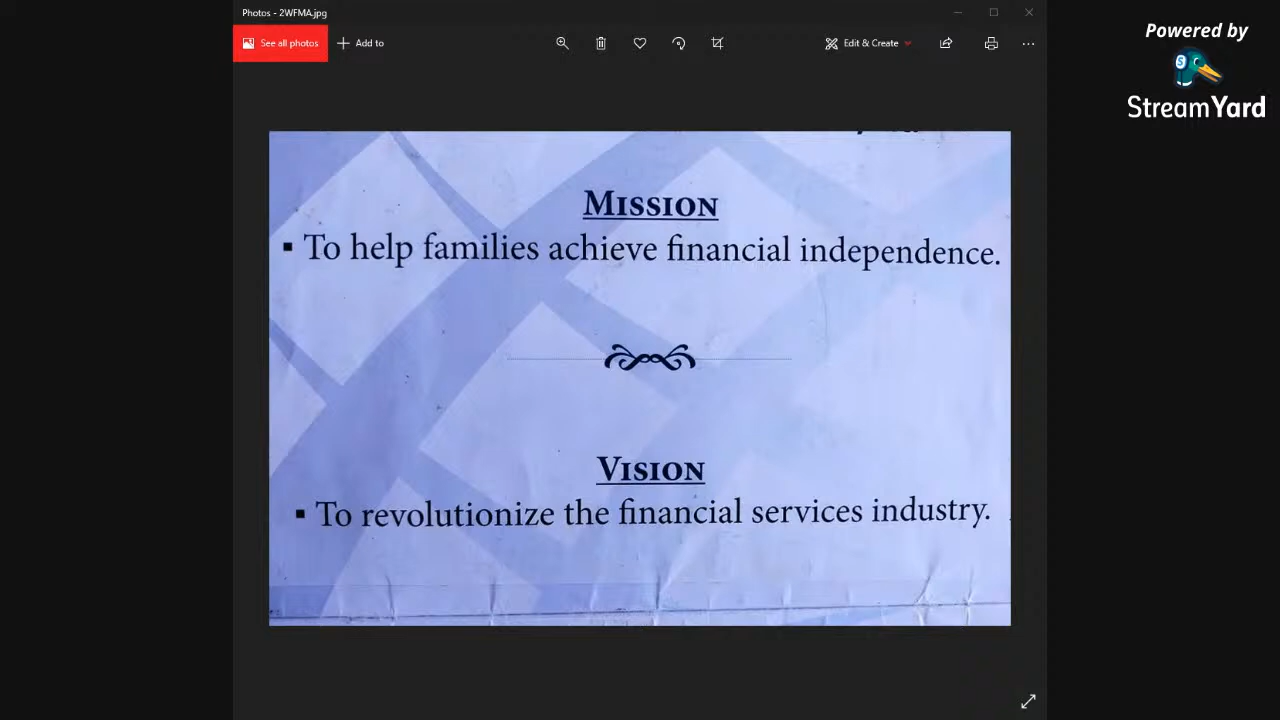 Photos - 2WFMA.jpg
See all photos
Add to
Edit & Create
Powered by
StreamYard
MISSION
▪ To help families achieve financial independence.
VISION
▪ To revolutionize the financial services industry.